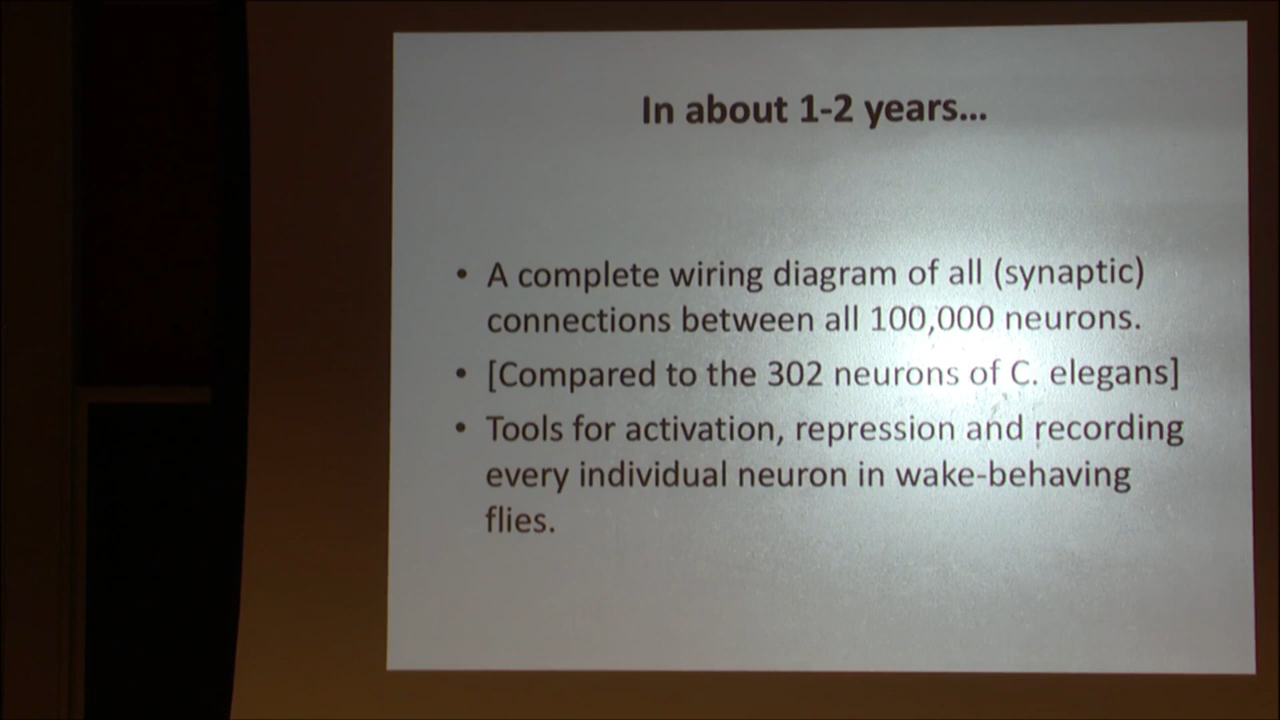 In about 1-2 years...
• A complete wiring diagram of all (synaptic)
connections between all 100,000 neurons.
• [Compared to the 302 neurons of C. elegans]
• Tools for activation, repression and recording
every individual neuron in wake-behaving
flies.